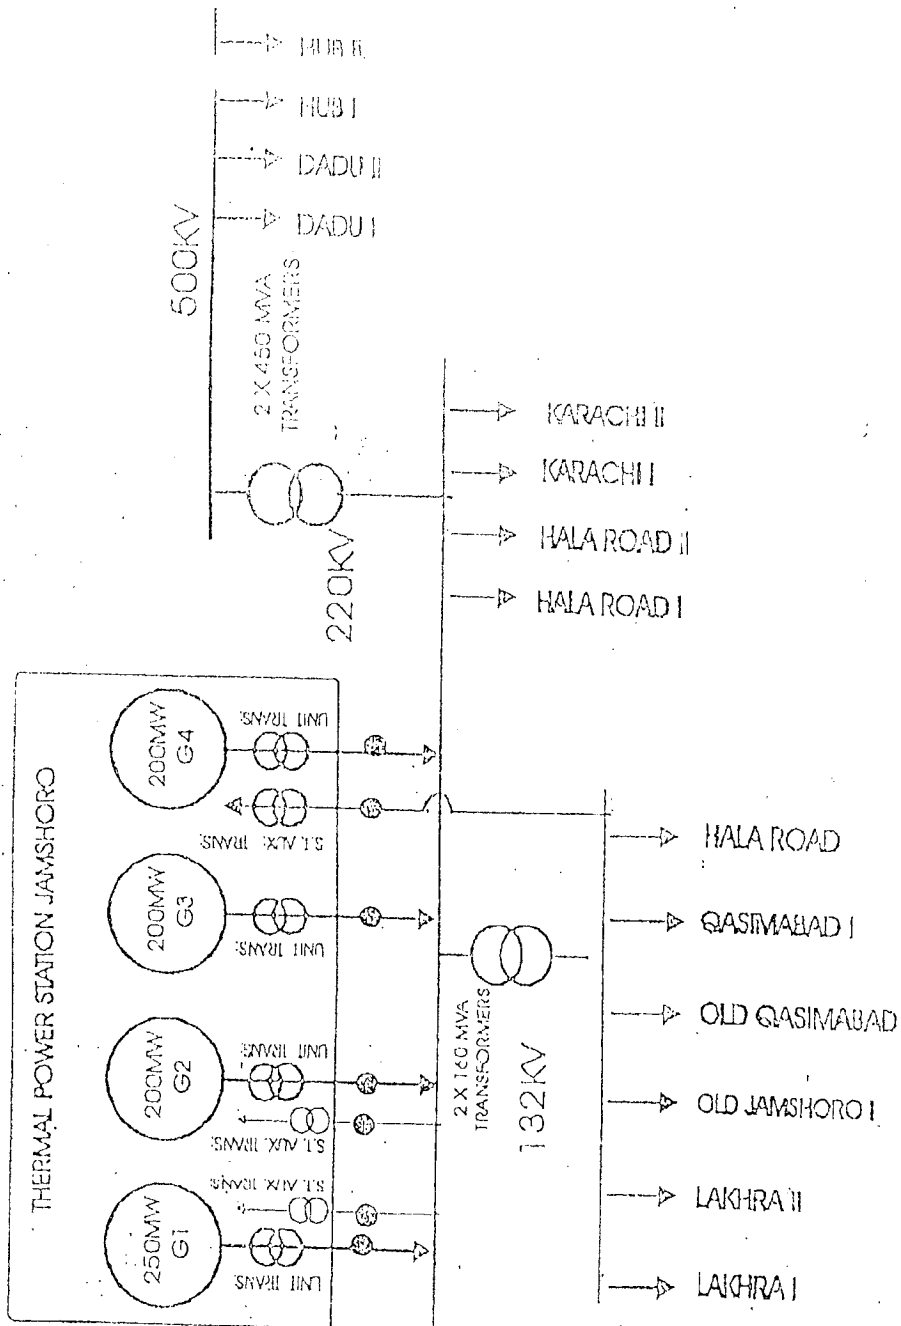 HUB II
HUB I
DADU II
DADU I
500KV
2 X 450 MVA
TRANSFORMERS
KARACHI II
KARACHI I
HALA ROAD II
HALA ROAD I
220KV
THERMAL POWER STATION JAMSHORO
200MW
G4
UNIT TRANS:
S.T. AUX: TRANS:
200MW
G3
UNIT TRANS:
200MW
G2
UNIT TRANS:
S.T. AUX. TRANS:
S.T. AUX. TRANS:
250MW
G1
UNIT TRANS:
2 X 160 MVA
TRANSFORMERS
132KV
HALA ROAD
QASIMABAD I
OLD QASIMABAD
OLD JAMSHORO I
LAKHRA II
LAKHRA I